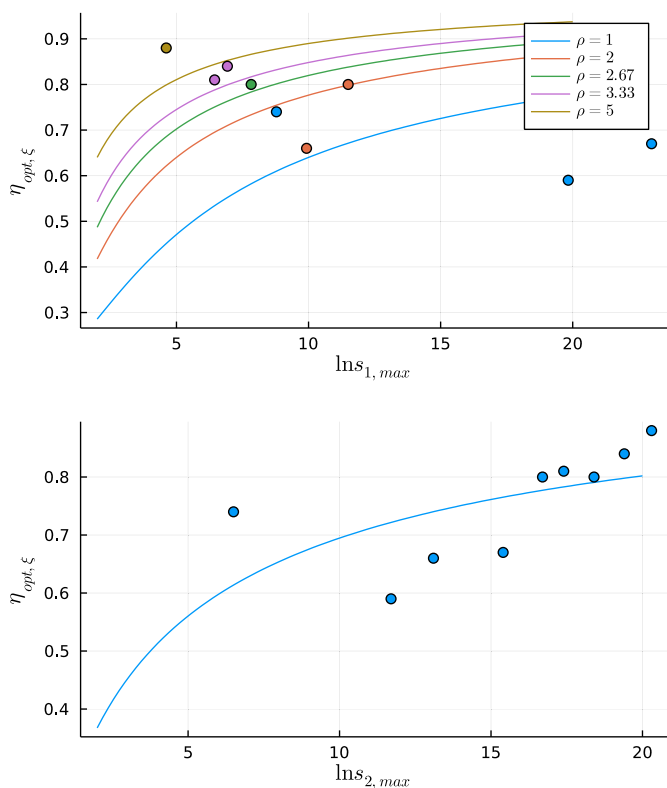 0.9
0.8
0.7
0.6
0.5
0.4
0.3
η_{opt, ξ}
ρ = 1
ρ = 2
ρ = 2.67
ρ = 3.33
ρ = 5
5 10 15 20
ln s_{1, max}
0.8
0.7
0.6
0.5
0.4
η_{opt, ξ}
5 10 15 20
ln s_{2, max}